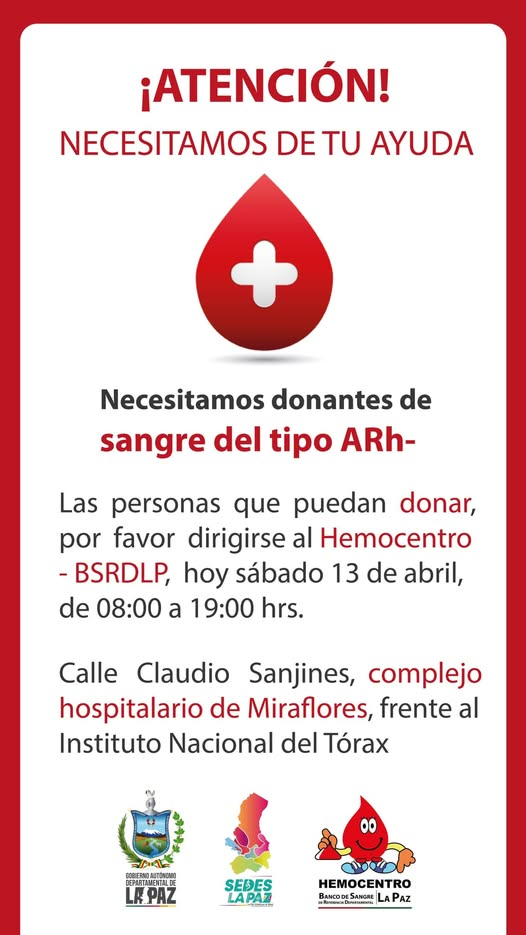 ¡ATENCIÓN!
NECESITAMOS DE TU AYUDA
Necesitamos donantes de
sangre del tipo ARh-
Las personas que puedan donar,
por favor dirigirse al Hemocentro
- BSRDLP, hoy sábado 13 de abril,
de 08:00 a 19:00 hrs.
Calle Claudio Sanjines, complejo
hospitalario de Miraflores, frente al
Instituto Nacional del Tórax
GOBIERNO AUTÓNOMO
DEPARTAMENTAL DE
LA PAZ
SEDES
LA PAZ
HEMOCENTRO
BANCO DE SANGRE
DE REFERENCIA DEPARTAMENTAL
LA PAZ